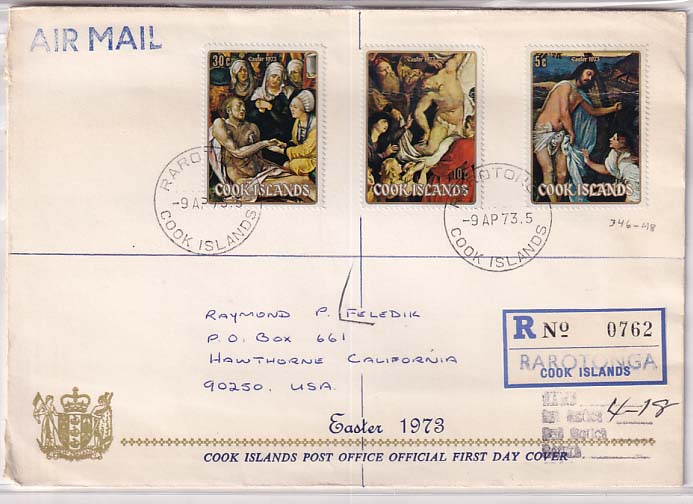 AIR MAIL
30c
Easter 1973
COOK ISLANDS
Easter 1973
10c
COOK ISLANDS
5c
Easter 1973
COOK ISLANDS
RAROTONGA
-9 AP 73.5
COOK ISLANDS
RAROTONGA
-9 AP 73.5
COOK ISLANDS
346-48
RAYMOND P. FELEDIK
P.O. BOX 661
HAWTHORNE CALIFORNIA
90250. USA.
R No 0762
RAROTONGA
COOK ISLANDS
4-18
Easter 1973
COOK ISLANDS POST OFFICE OFFICIAL FIRST DAY COVER